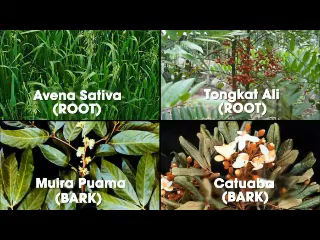 Avena Sativa
(ROOT)
Tongkat Ali
(ROOT)
Muira Puama
(BARK)
Catuaba
(BARK)